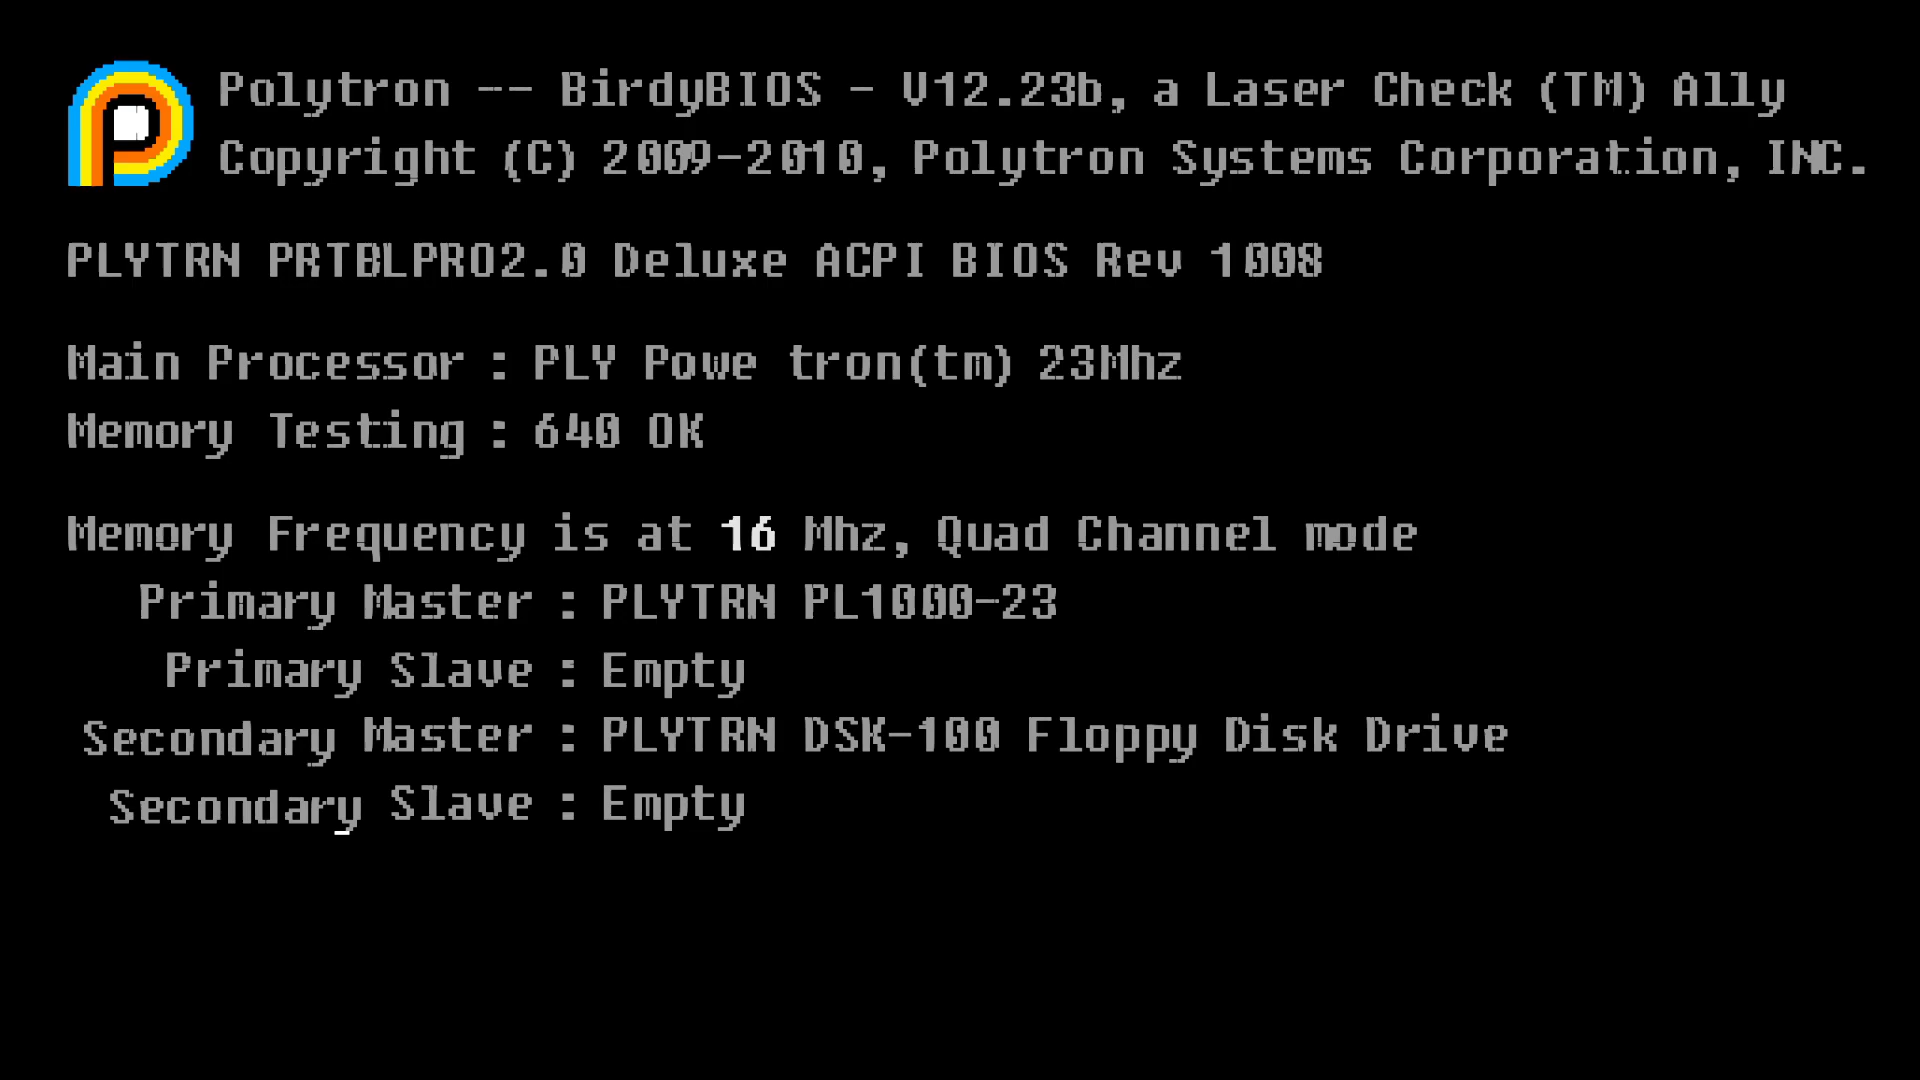 Polytron -- BirdyBIOS - V12.23b, a Laser Check (TM) Ally
Copyright (C) 2009-2010, Polytron Systems Corporation, INC.
PLYTRN PRTBLPRO2.0 Deluxe ACPI BIOS Rev 1008
Main Processor : PLY Powe tron(tm) 23Mhz
Memory Testing : 640 OK
Memory Frequency is at 16 Mhz, Quad Channel mode
Primary Master : PLYTRN PL1000-23
Primary Slave : Empty
Secondary Master : PLYTRN DSK-100 Floppy Disk Drive
Secondary Slave : Empty